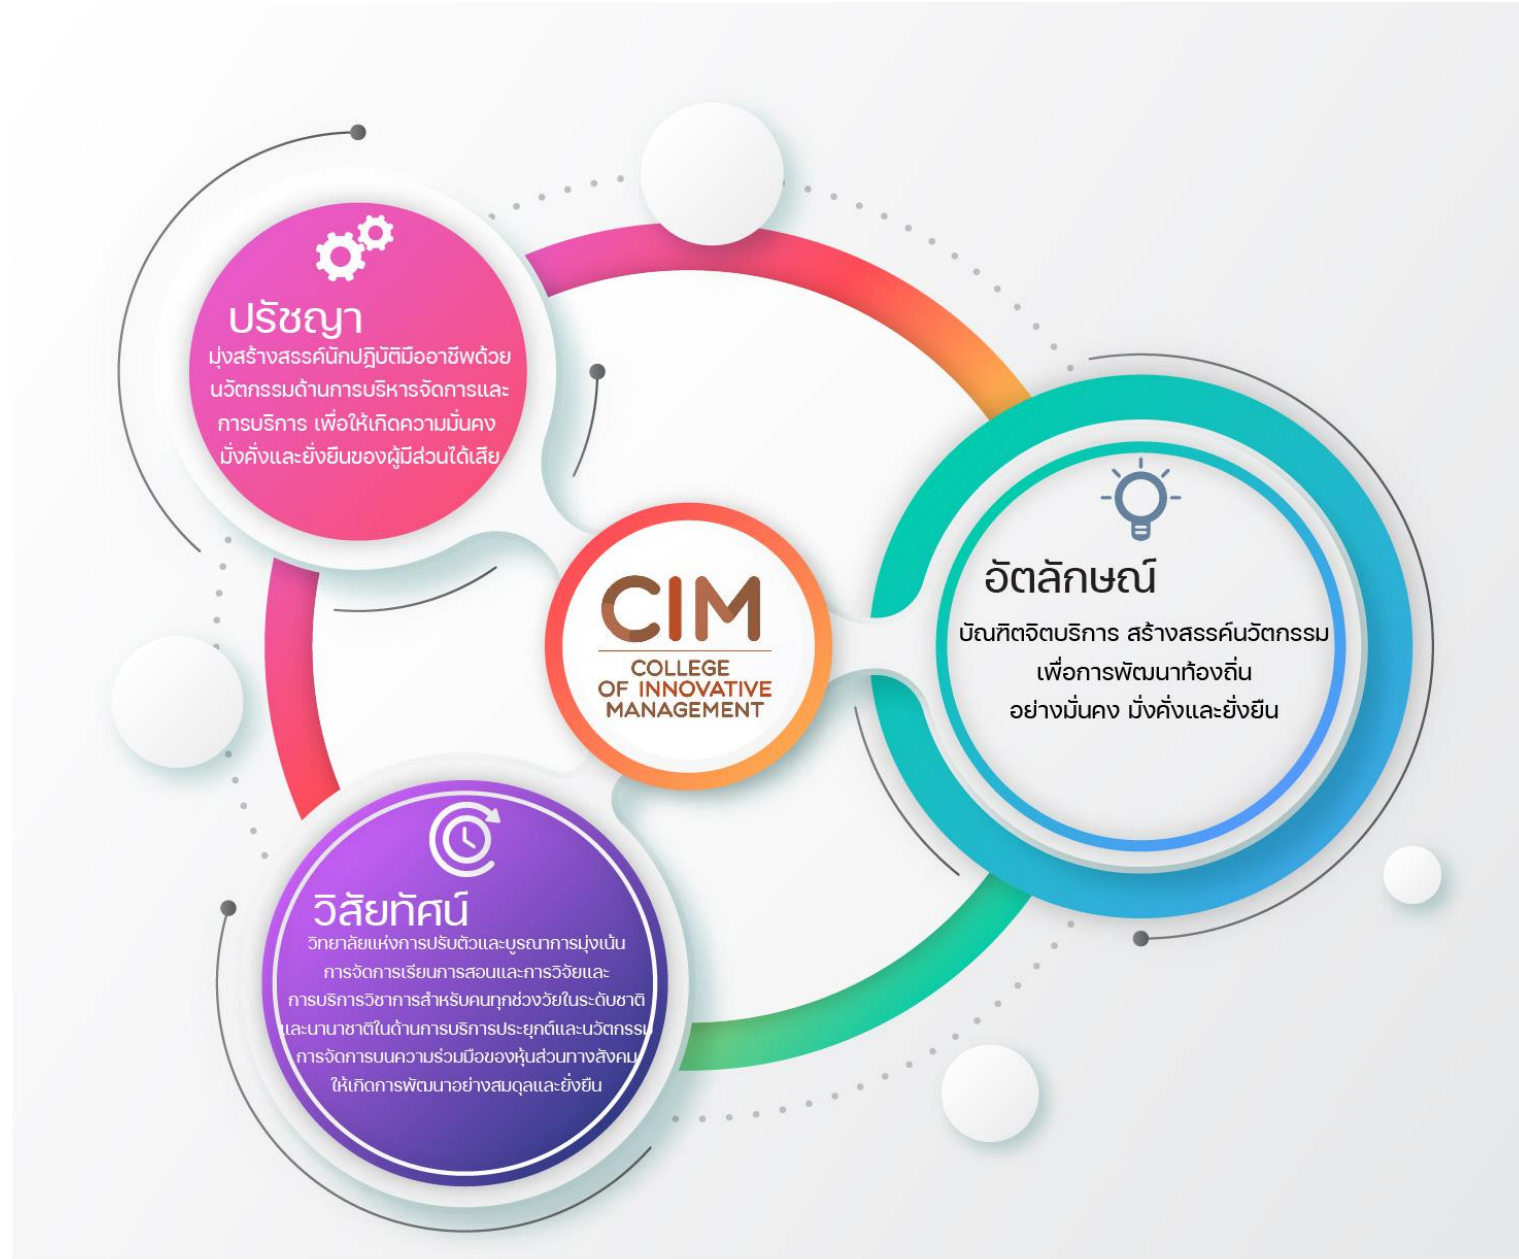 ปรัชญา
มุ่งสร้างสรรค์นักปฎิบัติมืออาชีพด้วย
นวัตกรรมด้านการบริหารจัดการและ
การบริการ เพื่อให้เกิดความมั่นคง
มั่งคั่งและยั่งยืนของผู้มีส่วนได้เสีย
CIM
COLLEGE
OF INNOVATIVE
MANAGEMENT
อัตลักษณ์
บัณฑิตจิตบริการ สร้างสรรค์นวัตกรรม
เพื่อการพัฒนาท้องถิ่น
อย่างมั่นคง มั่งคั่งและยั่งยืน
วิสัยทัศน์
วิทยาลัยแห่งการปรับตัวและบูรณาการมุ่งเน้น
การจัดการเรียนการสอนและการวิจัยและ
การบริการวิชาการสำหรับคนทุกช่วงวัยในระดับชาติ
และนานาชาติในด้านการบริการประยุกต์และนวัตกรรม
การจัดการบนความร่วมมือของหุ้นส่วนทางสังคม
ให้เกิดการพัฒนาอย่างสมดุลและยั่งยืน